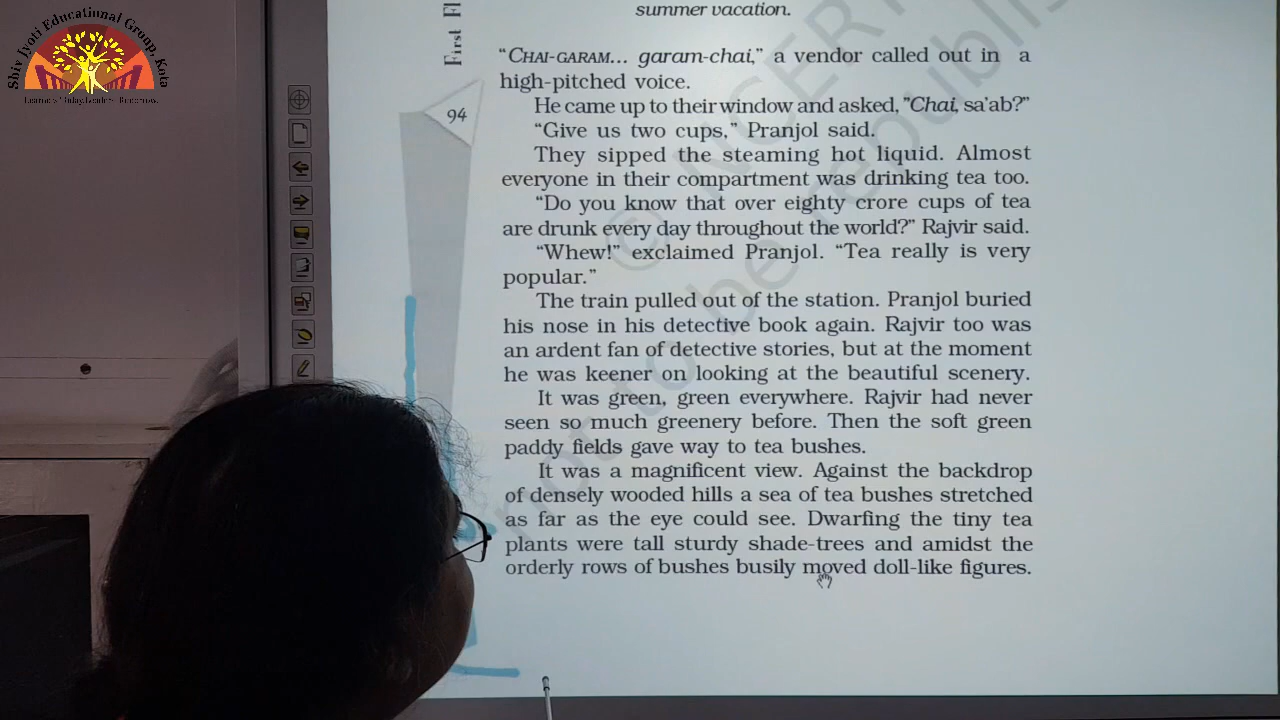 Shiv Jyoti Educational Group, Kota
First Fl
summer vacation.
94
“CHAI-GARAM... garam-chai,” a vendor called out in a
high-pitched voice.
He came up to their window and asked, ”Chai, sa'ab?”
“Give us two cups,” Pranjol said.
They sipped the steaming hot liquid. Almost
everyone in their compartment was drinking tea too.
“Do you know that over eighty crore cups of tea
are drunk every day throughout the world?” Rajvir said.
“Whew!” exclaimed Pranjol. “Tea really is very
popular.”
The train pulled out of the station. Pranjol buried
his nose in his detective book again. Rajvir too was
an ardent fan of detective stories, but at the moment
he was keener on looking at the beautiful scenery.
It was green, green everywhere. Rajvir had never
seen so much greenery before. Then the soft green
paddy fields gave way to tea bushes.
It was a magnificent view. Against the backdrop
of densely wooded hills a sea of tea bushes stretched
as far as the eye could see. Dwarfing the tiny tea
plants were tall sturdy shade-trees and amidst the
orderly rows of bushes busily moved doll-like figures.
© NCERT
not to be republi